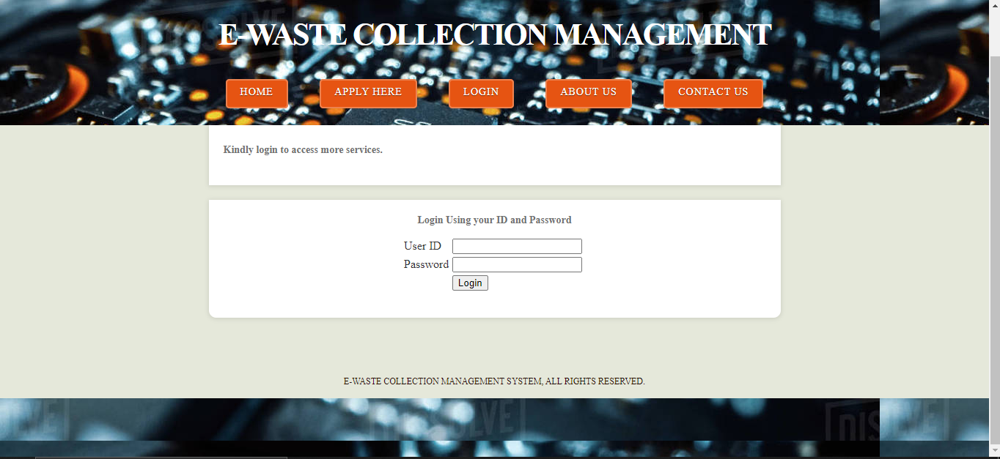 E-WASTE COLLECTION MANAGEMENT
HOME APPLY HERE LOGIN ABOUT US CONTACT US
Kindly login to access more services.
Login Using your ID and Password
User ID
Password
Login
E-WASTE COLLECTION MANAGEMENT SYSTEM, ALL RIGHTS RESERVED.